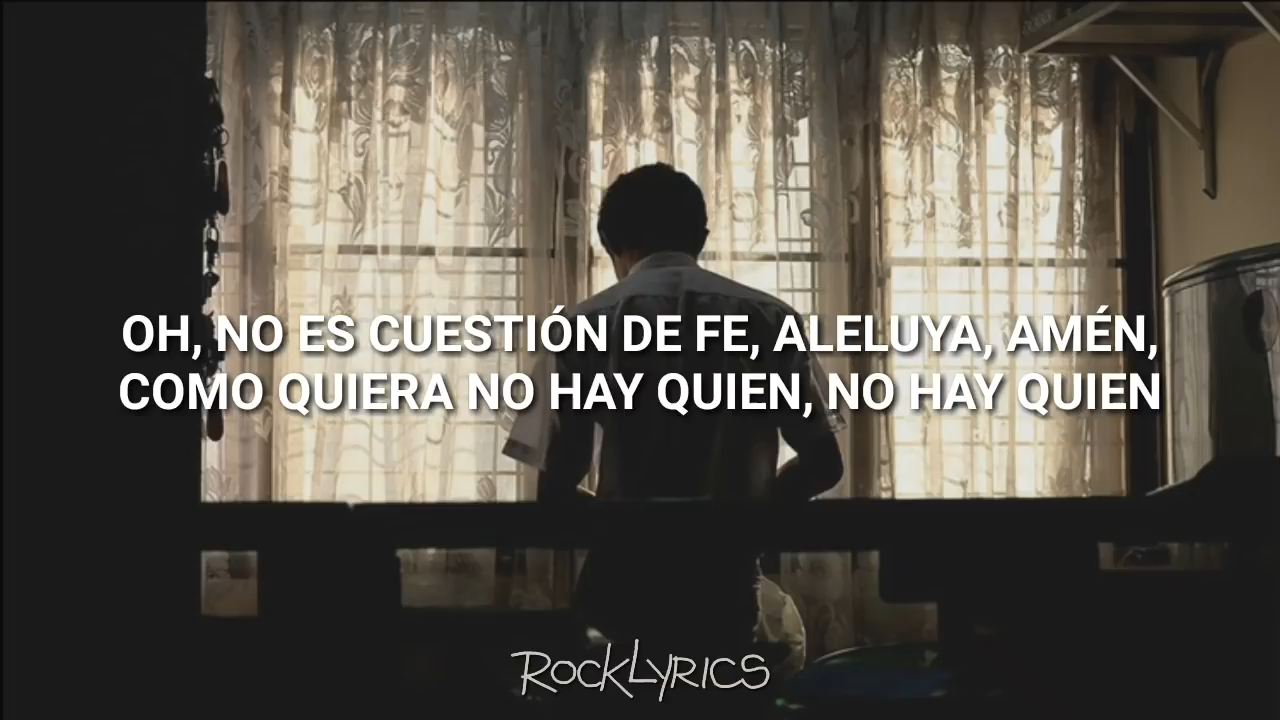 OH, NO ES CUESTIÓN DE FE, ALELUYA, AMÉN,
COMO QUIERA NO HAY QUIEN, NO HAY QUIEN
ROCKLYRICS